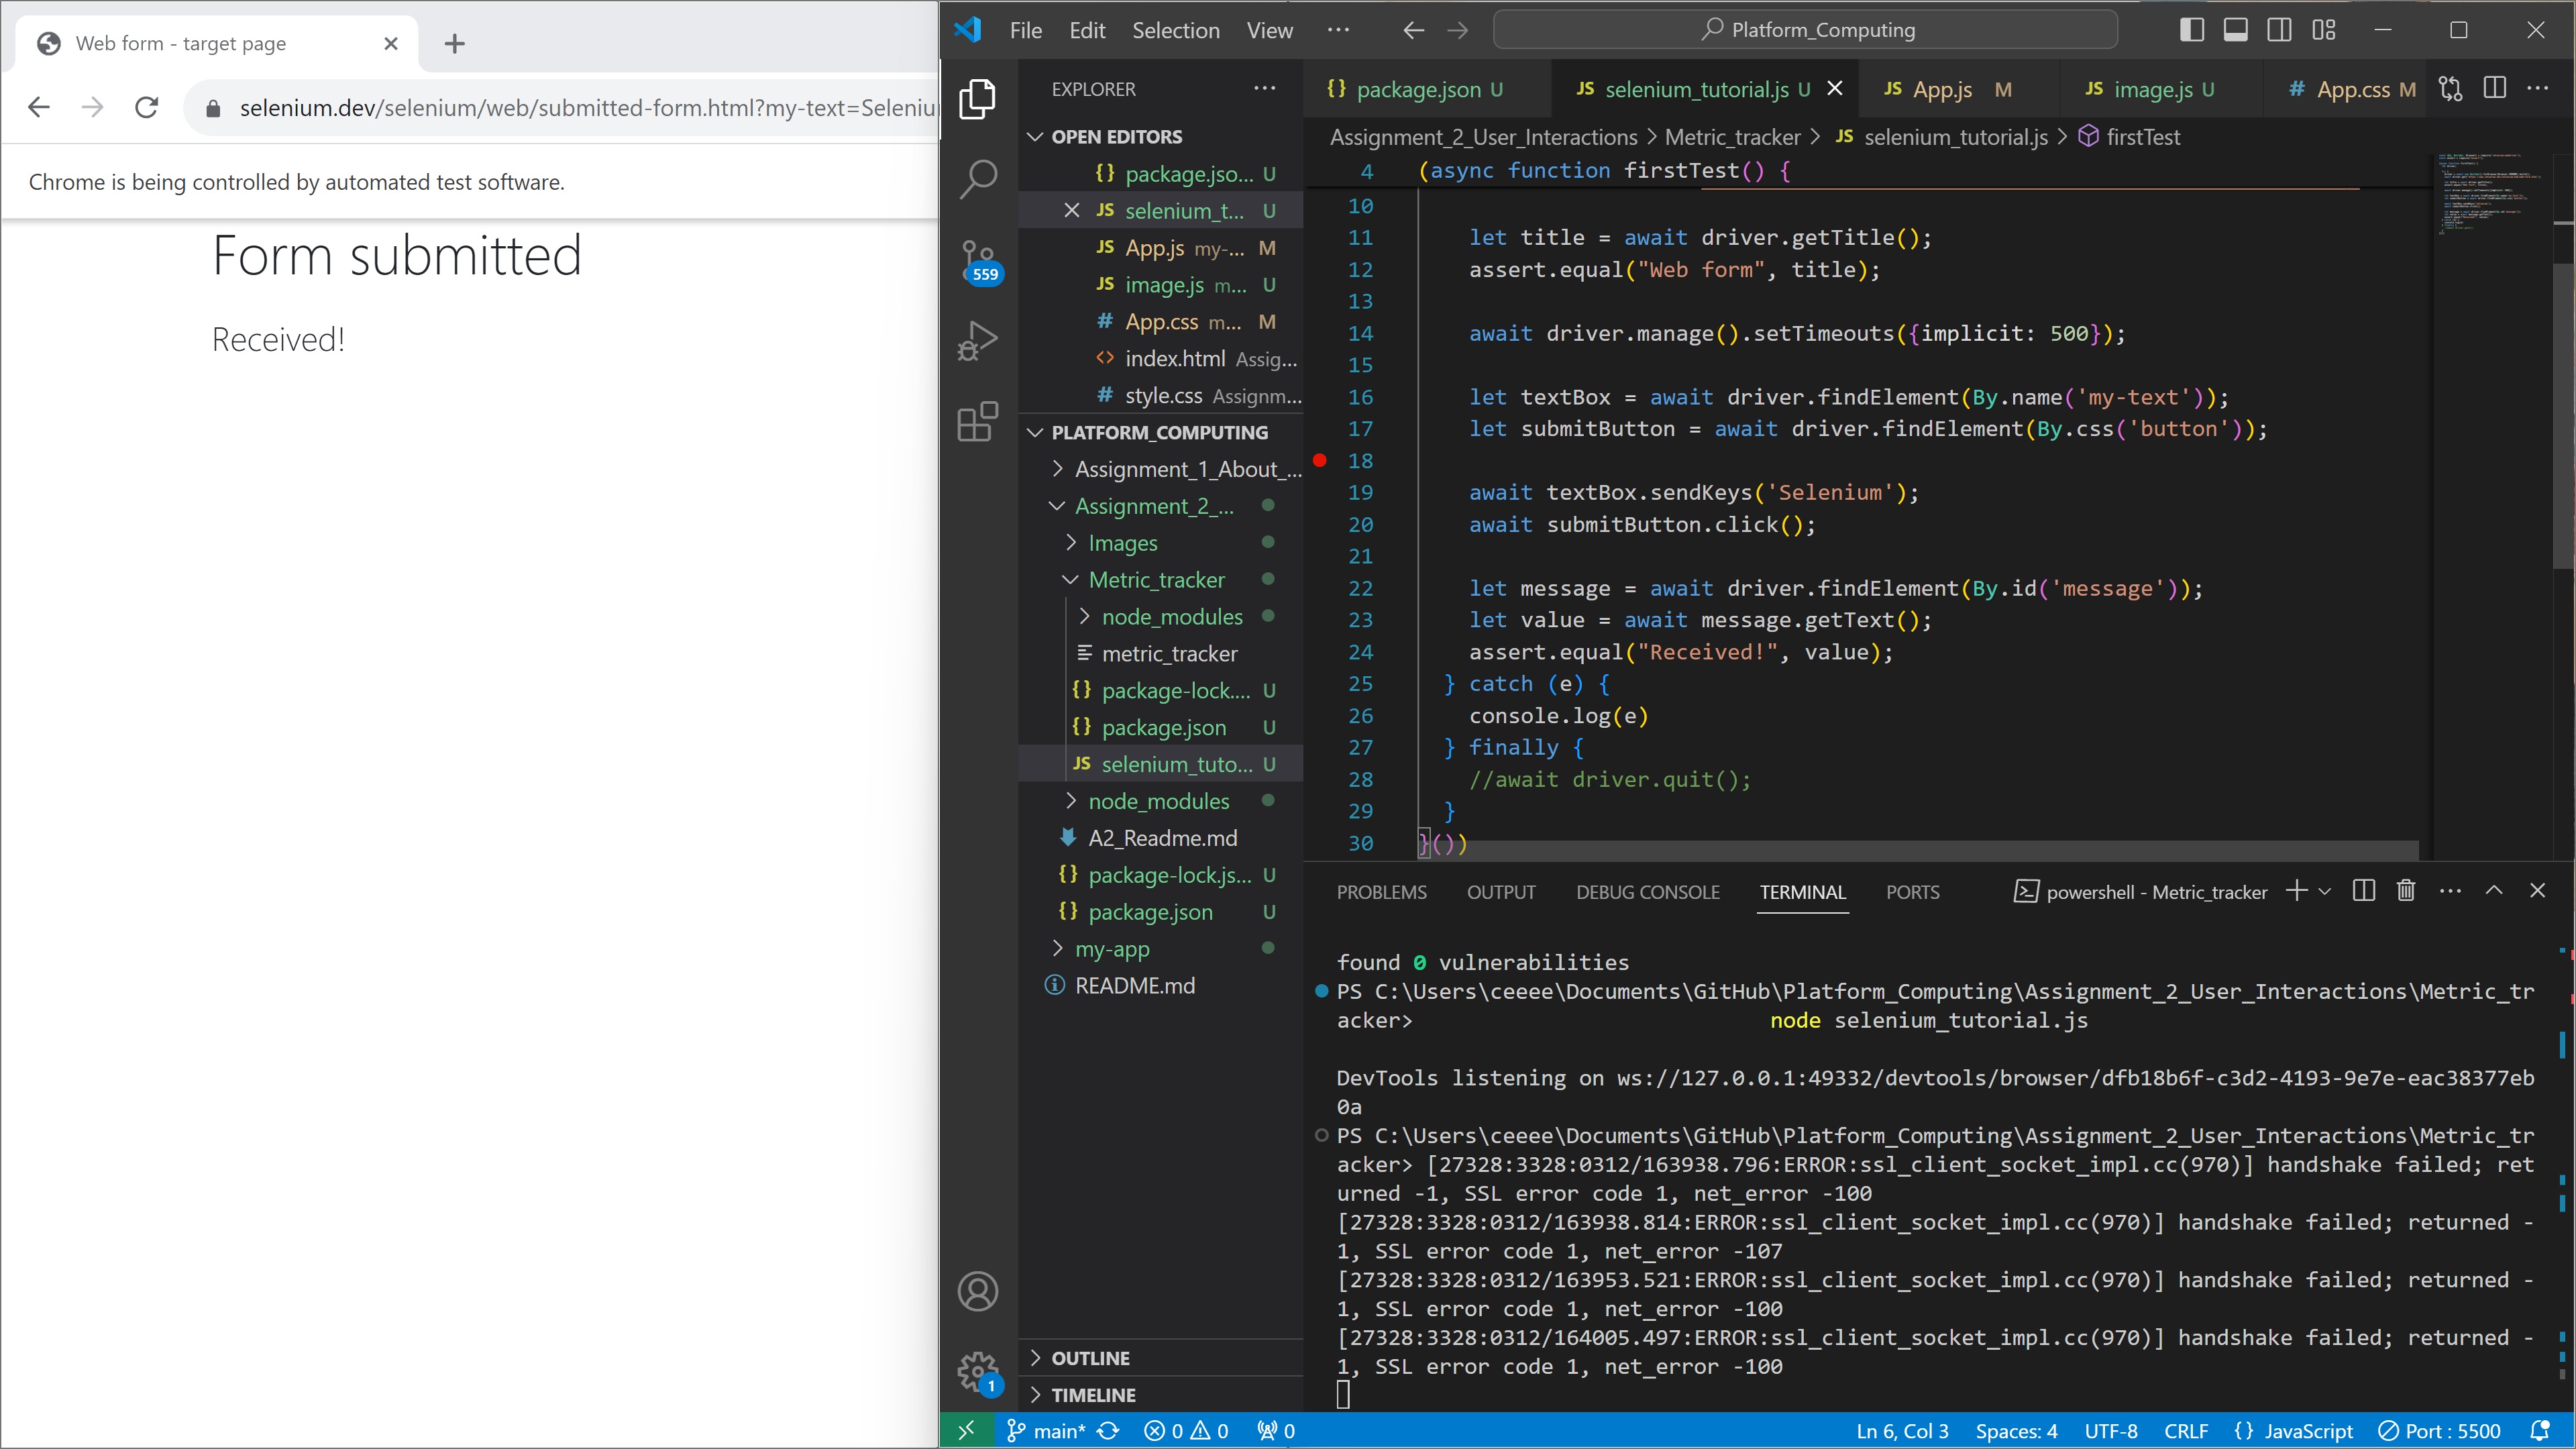 Web form - target page
selenium.dev/selenium/web/submitted-form.html?my-text=Seleniu
Chrome is being controlled by automated test software.
Form submitted
Received!
File Edit Selection View ··· Platform_Computing
EXPLORER ···
OPEN EDITORS
{} package.jso... U
JS selenium_t... U
JS App.js my-... M
JS image.js m... U
# App.css m... M
<> index.html Assig...
# style.css Assignm...
PLATFORM_COMPUTING
Assignment_1_About_...
Assignment_2_...
Images
Metric_tracker
node_modules
metric_tracker
{} package-lock.... U
{} package.json U
JS selenium_tuto... U
node_modules
A2_Readme.md
{} package-lock.js... U
{} package.json U
my-app
README.md
OUTLINE
TIMELINE
559
1
{} package.json U JS selenium_tutorial.js U JS App.js M JS image.js U # App.css M ···
Assignment_2_User_Interactions > Metric_tracker > JS selenium_tutorial.js > firstTest
4 (async function firstTest() {
10
11 let title = await driver.getTitle();
12 assert.equal("Web form", title);
13
14 await driver.manage().setTimeouts({implicit: 500});
15
16 let textBox = await driver.findElement(By.name('my-text'));
17 let submitButton = await driver.findElement(By.css('button'));
18
19 await textBox.sendKeys('Selenium');
20 await submitButton.click();
21
22 let message = await driver.findElement(By.id('message'));
23 let value = await message.getText();
24 assert.equal("Received!", value);
25 } catch (e) {
26 console.log(e)
27 } finally {
28 //await driver.quit();
29 }
30 }())
PROBLEMS OUTPUT DEBUG CONSOLE TERMINAL PORTS powershell - Metric_tracker ···
found 0 vulnerabilities
PS C:\Users\ceeee\Documents\GitHub\Platform_Computing\Assignment_2_User_Interactions\Metric_tr
acker> node selenium_tutorial.js
DevTools listening on ws://127.0.0.1:49332/devtools/browser/dfb18b6f-c3d2-4193-9e7e-eac38377eb
0a
PS C:\Users\ceeee\Documents\GitHub\Platform_Computing\Assignment_2_User_Interactions\Metric_tr
acker> [27328:3328:0312/163938.796:ERROR:ssl_client_socket_impl.cc(970)] handshake failed; ret
urned -1, SSL error code 1, net_error -100
[27328:3328:0312/163938.814:ERROR:ssl_client_socket_impl.cc(970)] handshake failed; returned -
1, SSL error code 1, net_error -107
[27328:3328:0312/163953.521:ERROR:ssl_client_socket_impl.cc(970)] handshake failed; returned -
1, SSL error code 1, net_error -100
[27328:3328:0312/164005.497:ERROR:ssl_client_socket_impl.cc(970)] handshake failed; returned -
1, SSL error code 1, net_error -100
main* 0 0 0 Ln 6, Col 3 Spaces: 4 UTF-8 CRLF {} JavaScript Port : 5500